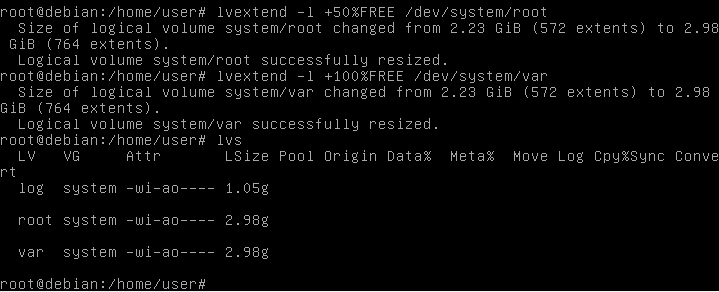 root@debian:/home/user# lvextend -l +50%FREE /dev/system/root
  Size of logical volume system/root changed from 2.23 GiB (572 extents) to 2.98
 GiB (764 extents).
  Logical volume system/root successfully resized.
root@debian:/home/user# lvextend -l +100%FREE /dev/system/var
  Size of logical volume system/var changed from 2.23 GiB (572 extents) to 2.98 
GiB (764 extents).
  Logical volume system/var successfully resized.
root@debian:/home/user# lvs
  LV   VG     Attr       LSize Pool Origin Data%  Meta%  Move Log Cpy%Sync Conve
rt
  log  system -wi-ao---- 1.05g
  root system -wi-ao---- 2.98g
  var  system -wi-ao---- 2.98g
root@debian:/home/user#